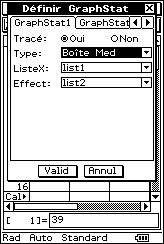 Définir GraphStat
GraphStat1 GraphStat
Tracé: Oui Non
Type: Boîte Med
ListeX: list1
Effect: list2
Valid Annul
16
Cal
[ 1]= 39
Rad Auto Standard